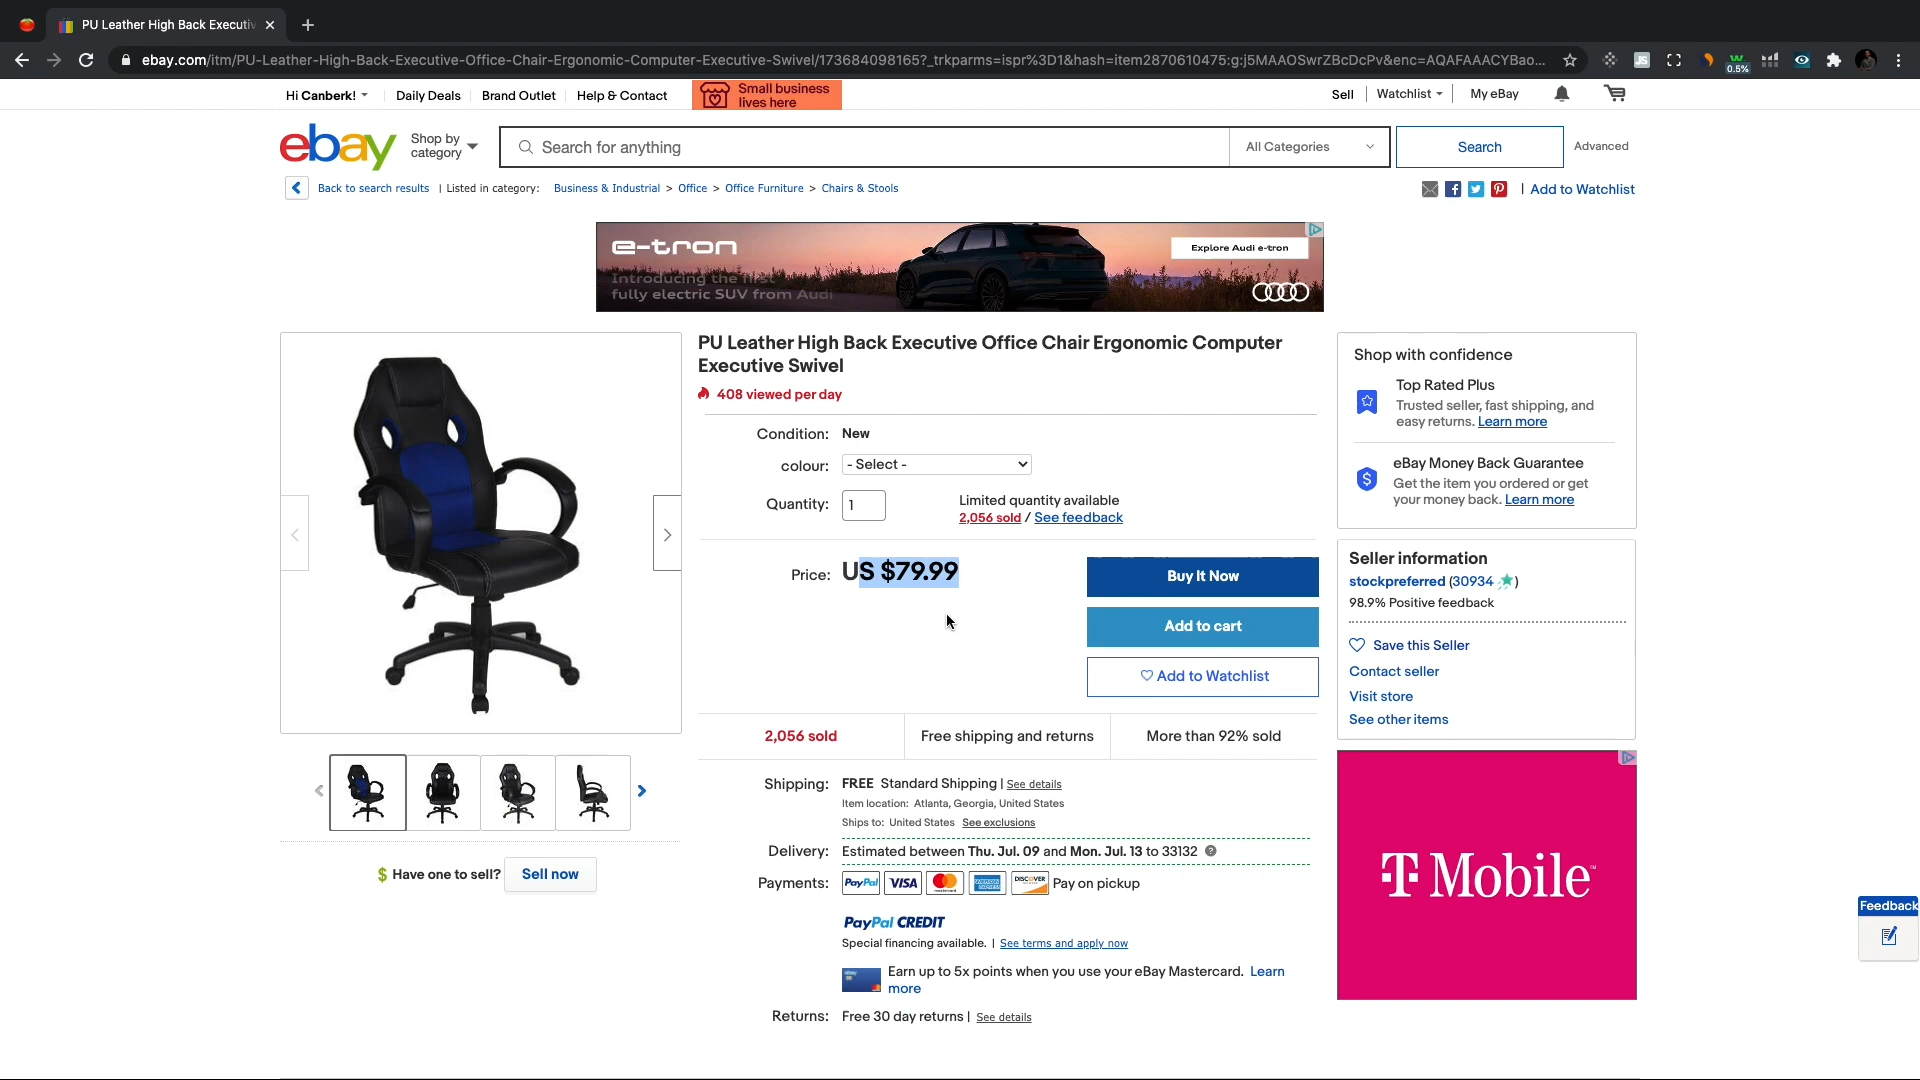 PU Leather High Back Executiv
ebay.com/itm/PU-Leather-High-Back-Executive-Office-Chair-Ergonomic-Computer-Executive-Swivel/173684098165?_trkparms=ispr%3D1&hash=item2870610475:g:j5MAAOSwrZBcDcPv&enc=AQAFAAACYBao...
0.5%
Hi Canberk! Daily Deals Brand Outlet Help & Contact
Small business
lives here
Sell Watchlist My eBay
ebay
Shop by
category
Search for anything
All Categories
Search
Advanced
Back to search results | Listed in category: Business & Industrial > Office > Office Furniture > Chairs & Stools
| Add to Watchlist
e-tron
Introducing the first
fully electric SUV from Audi
Explore Audi e-tron
PU Leather High Back Executive Office Chair Ergonomic Computer
Executive Swivel
408 viewed per day
Condition: New
colour: - Select -
Quantity: 1
Limited quantity available
2,056 sold / See feedback
Price: US $79.99
Buy It Now
Add to cart
Add to Watchlist
2,056 sold
Free shipping and returns
More than 92% sold
Shipping: FREE Standard Shipping | See details
Item location: Atlanta, Georgia, United States
Ships to: United States See exclusions
Delivery: Estimated between Thu. Jul. 09 and Mon. Jul. 13 to 33132
Payments: PayPal VISA DISCOVER Pay on pickup
PayPal CREDIT
Special financing available. | See terms and apply now
Earn up to 5x points when you use your eBay Mastercard. Learn
more
Returns: Free 30 day returns | See details
$ Have one to sell? Sell now
Shop with confidence
Top Rated Plus
Trusted seller, fast shipping, and
easy returns. Learn more
eBay Money Back Guarantee
Get the item you ordered or get
your money back. Learn more
Seller information
stockpreferred (30934)
98.9% Positive feedback
Save this Seller
Contact seller
Visit store
See other items
T Mobile
Feedback